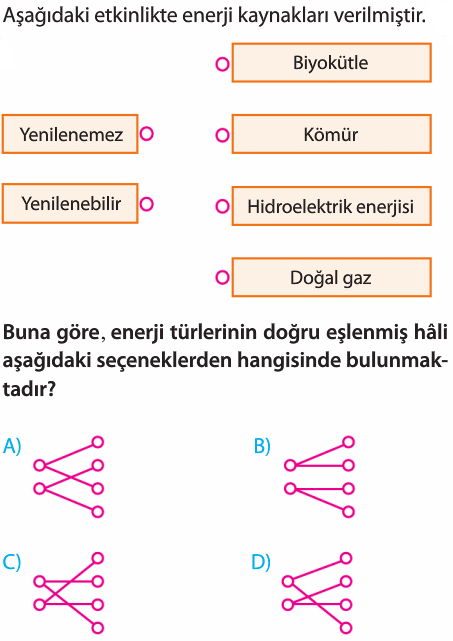 Aşağıdaki etkinlikte enerji kaynakları verilmiştir.
Biyokütle
Yenilenemez
Kömür
Yenilenebilir
Hidroelektrik enerjisi
Doğal gaz
Buna göre, enerji türlerinin doğru eşlenmiş hâli
aşağıdaki seçeneklerden hangisinde bulunmak-
tadır?
A)
B)
C)
D)